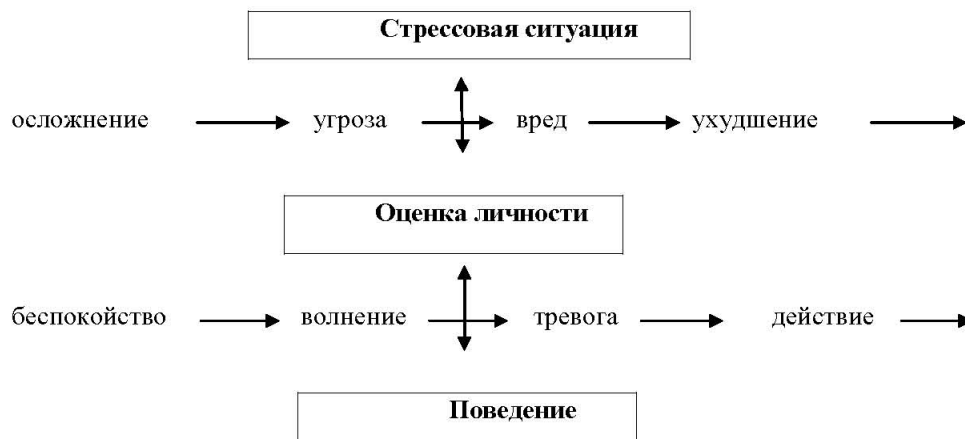 Стрессовая ситуация
осложнение угроза вред ухудшение
Оценка личности
беспокойство волнение тревога действие
Поведение